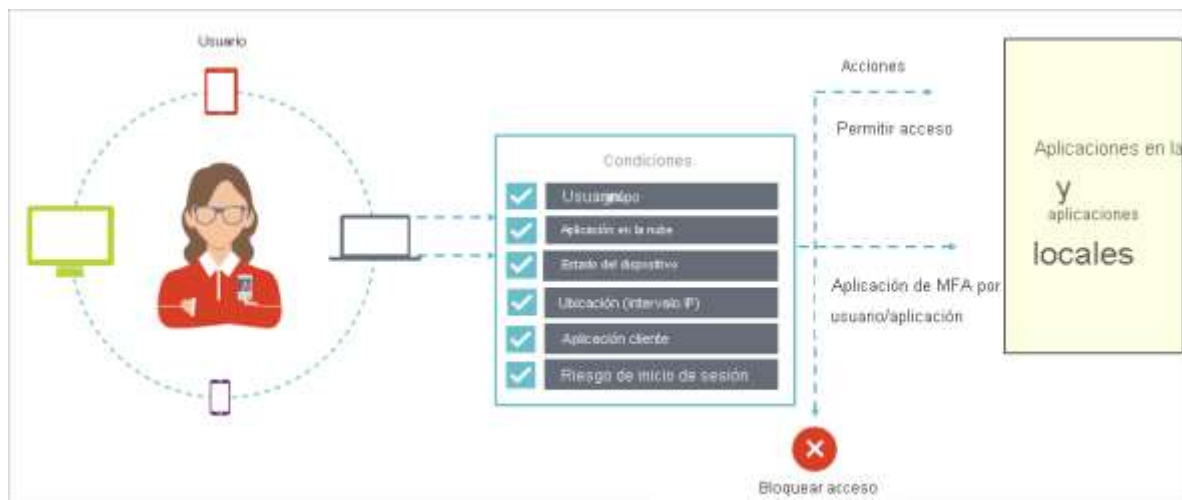 Usuario
Condiciones
Aplicación en la nube
Estado del dispositivo
Ubicación (intervalo IP)
Aplicación cliente
Riesgo de inicio de sesión
Acciones
Permitir acceso
Aplicación de MFA por
usuario/aplicación
Bloquear acceso
Aplicaciones en la
y
aplicaciones
locales